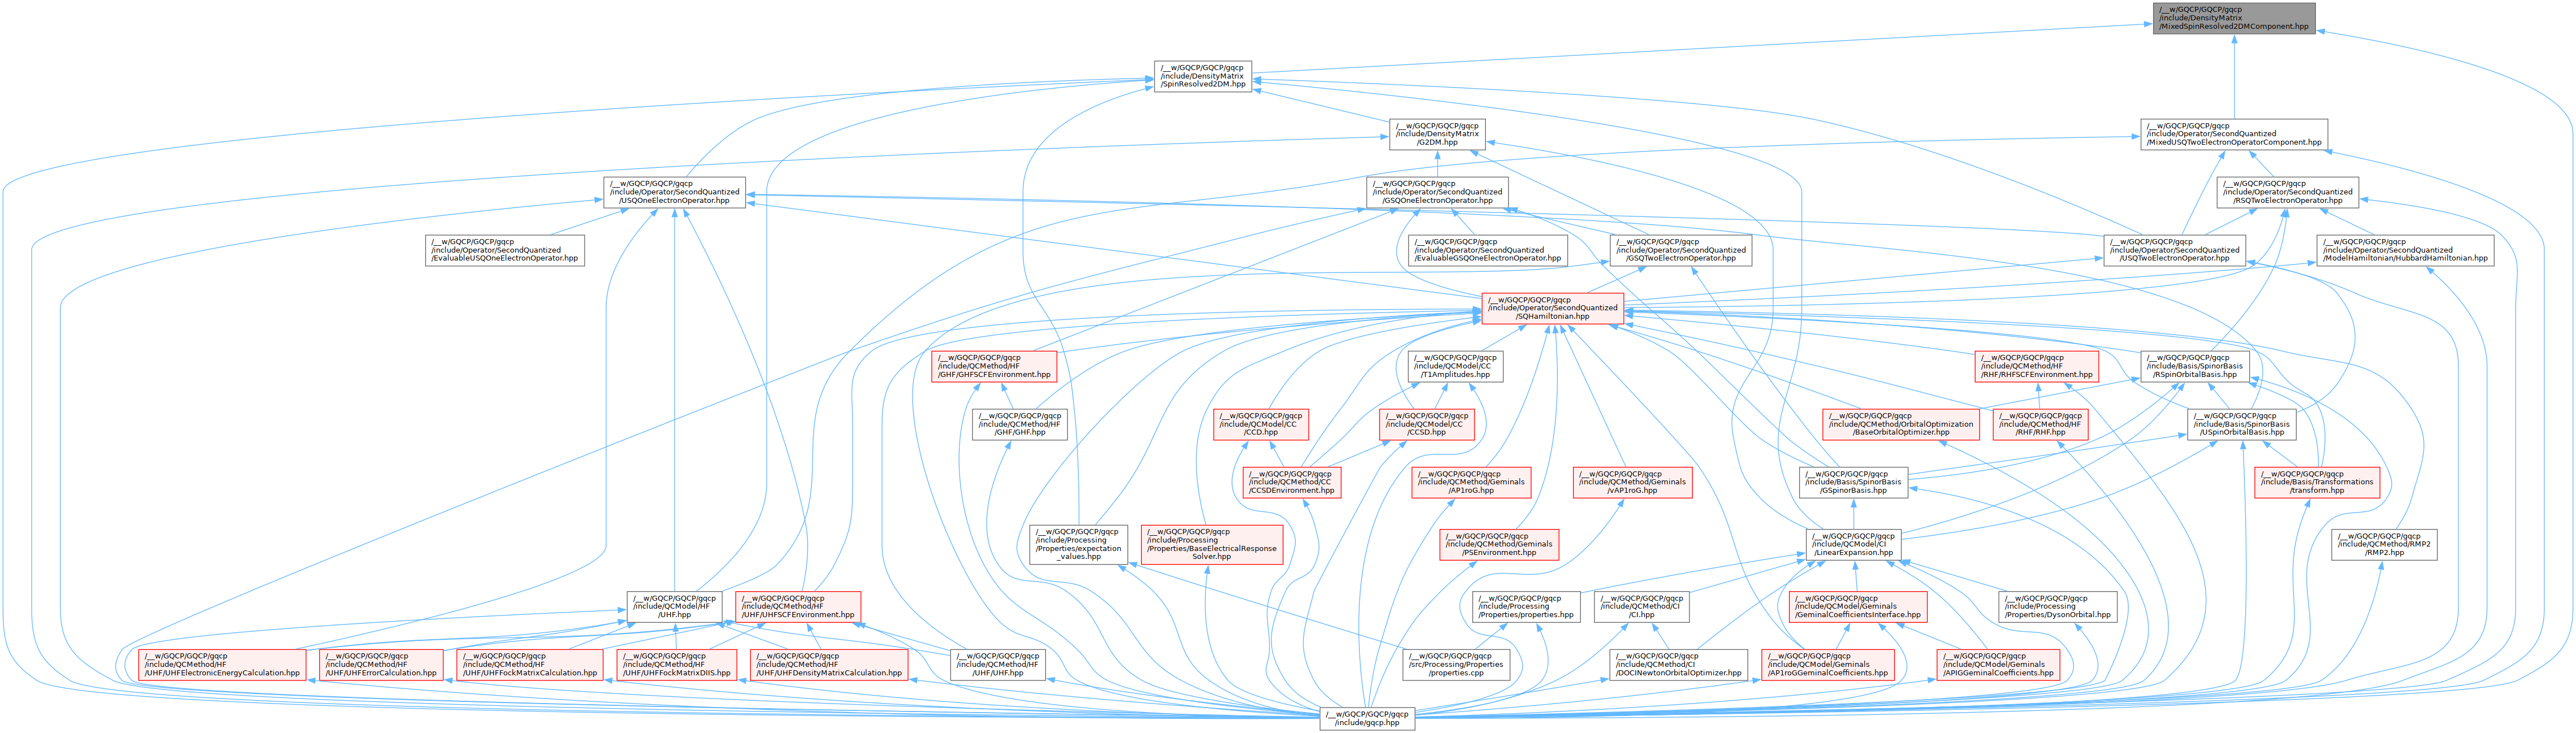 /__w/GQCP/GQCP/gqcp
/include/DensityMatrix
/MixedSpinResolved2DMComponent.hpp
/__w/GQCP/GQCP/gqcp
/include/DensityMatrix
/SpinResolved2DM.hpp
/__w/GQCP/GQCP/gqcp
/include/DensityMatrix
/G2DM.hpp
/__w/GQCP/GQCP/gqcp
/include/Operator/SecondQuantized
/MixedUSQTwoElectronOperatorComponent.hpp
/__w/GQCP/GQCP/gqcp
/include/Operator/SecondQuantized
/USQOneElectronOperator.hpp
/__w/GQCP/GQCP/gqcp
/include/Operator/SecondQuantized
/GSQOneElectronOperator.hpp
/__w/GQCP/GQCP/gqcp
/include/Operator/SecondQuantized
/RSQTwoElectronOperator.hpp
/__w/GQCP/GQCP/gqcp
/include/Operator/SecondQuantized
/EvaluableUSQOneElectronOperator.hpp
/__w/GQCP/GQCP/gqcp
/include/Operator/SecondQuantized
/EvaluableGSQOneElectronOperator.hpp
/__w/GQCP/GQCP/gqcp
/include/Operator/SecondQuantized
/GSQTwoElectronOperator.hpp
/__w/GQCP/GQCP/gqcp
/include/Operator/SecondQuantized
/USQTwoElectronOperator.hpp
/__w/GQCP/GQCP/gqcp
/include/Operator/SecondQuantized
/ModelHamiltonian/HubbardHamiltonian.hpp
/__w/GQCP/GQCP/gqcp
/include/Operator/SecondQuantized
/SQHamiltonian.hpp
/__w/GQCP/GQCP/gqcp
/include/QCMethod/HF
/GHF/GHFSCFEnvironment.hpp
/__w/GQCP/GQCP/gqcp
/include/QCModel/CC
/T1Amplitudes.hpp
/__w/GQCP/GQCP/gqcp
/include/QCMethod/HF
/RHF/RHFSCFEnvironment.hpp
/__w/GQCP/GQCP/gqcp
/include/Basis/SpinorBasis
/RSpinOrbitalBasis.hpp
/__w/GQCP/GQCP/gqcp
/include/QCMethod/HF
/GHF/GHF.hpp
/__w/GQCP/GQCP/gqcp
/include/QCModel/CC
/CCD.hpp
/__w/GQCP/GQCP/gqcp
/include/QCModel/CC
/CCSD.hpp
/__w/GQCP/GQCP/gqcp
/include/QCMethod/OrbitalOptimization
/BaseOrbitalOptimizer.hpp
/__w/GQCP/GQCP/gqcp
/include/QCMethod/HF
/RHF/RHF.hpp
/__w/GQCP/GQCP/gqcp
/include/Basis/SpinorBasis
/USpinOrbitalBasis.hpp
/__w/GQCP/GQCP/gqcp
/include/QCMethod/CC
/CCSDEnvironment.hpp
/__w/GQCP/GQCP/gqcp
/include/QCMethod/Geminals
/AP1roG.hpp
/__w/GQCP/GQCP/gqcp
/include/QCMethod/Geminals
/vAP1roG.hpp
/__w/GQCP/GQCP/gqcp
/include/Basis/SpinorBasis
/GSpinorBasis.hpp
/__w/GQCP/GQCP/gqcp
/include/Basis/Transformations
/transform.hpp
/__w/GQCP/GQCP/gqcp
/include/Processing
/Properties/expectation
_values.hpp
/__w/GQCP/GQCP/gqcp
/include/Processing
/Properties/BaseElectricalResponse
Solver.hpp
/__w/GQCP/GQCP/gqcp
/include/QCMethod/Geminals
/PSEnvironment.hpp
/__w/GQCP/GQCP/gqcp
/include/QCModel/CI
/LinearExpansion.hpp
/__w/GQCP/GQCP/gqcp
/include/QCMethod/RMP2
/RMP2.hpp
/__w/GQCP/GQCP/gqcp
/include/QCModel/HF
/UHF.hpp
/__w/GQCP/GQCP/gqcp
/include/QCMethod/HF
/UHF/UHFSCFEnvironment.hpp
/__w/GQCP/GQCP/gqcp
/include/Processing
/Properties/properties.hpp
/__w/GQCP/GQCP/gqcp
/include/QCMethod/CI
/CI.hpp
/__w/GQCP/GQCP/gqcp
/include/QCModel/Geminals
/GeminalCoefficientsInterface.hpp
/__w/GQCP/GQCP/gqcp
/include/Processing
/Properties/DysonOrbital.hpp
/__w/GQCP/GQCP/gqcp
/include/QCMethod/HF
/UHF/UHFElectronicEnergyCalculation.hpp
/__w/GQCP/GQCP/gqcp
/include/QCMethod/HF
/UHF/UHFErrorCalculation.hpp
/__w/GQCP/GQCP/gqcp
/include/QCMethod/HF
/UHF/UHFFockMatrixCalculation.hpp
/__w/GQCP/GQCP/gqcp
/include/QCMethod/HF
/UHF/UHFFockMatrixDIIS.hpp
/__w/GQCP/GQCP/gqcp
/include/QCMethod/HF
/UHF/UHFDensityMatrixCalculation.hpp
/__w/GQCP/GQCP/gqcp
/include/QCMethod/HF
/UHF/UHF.hpp
/__w/GQCP/GQCP/gqcp
/src/Processing/Properties
/properties.cpp
/__w/GQCP/GQCP/gqcp
/include/QCMethod/CI
/DOCINewtonOrbitalOptimizer.hpp
/__w/GQCP/GQCP/gqcp
/include/QCModel/Geminals
/AP1roGGeminalCoefficients.hpp
/__w/GQCP/GQCP/gqcp
/include/QCModel/Geminals
/APIGGeminalCoefficients.hpp
/__w/GQCP/GQCP/gqcp
/include/gqcp.hpp